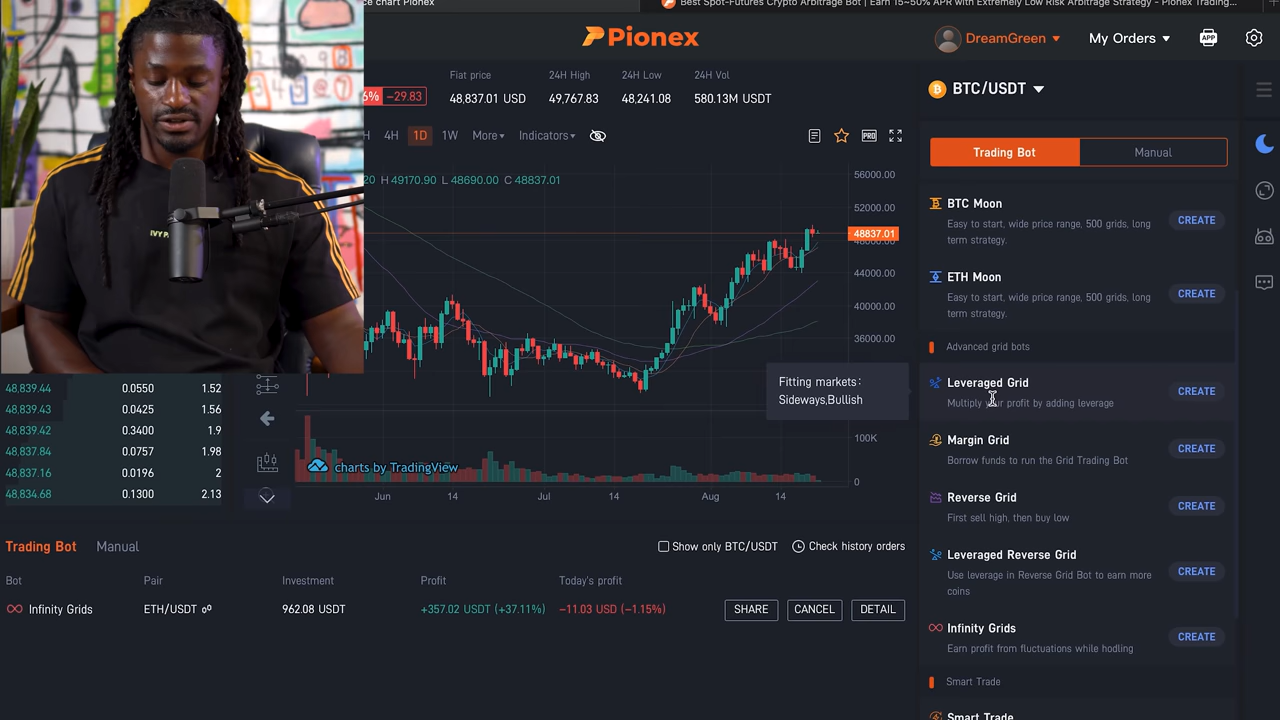 ce chart Pionex
Best Spot-Futures Crypto Arbitrage Bot | Earn 15~50% APR with Extremely Low Risk Arbitrage Strategy - Pionex Trading...
Pionex
DreamGreen
My Orders
APP
6% -29.83
Fiat price
48,837.01 USD
24H High
49,767.83
24H Low
48,241.08
24H Vol
580.13M USDT
BTC/USDT
H 4H 1D 1W More Indicators
PRO
Trading Bot
Manual
20 H 49170.90 L 48690.00 C 48837.01
56000.00
52000.00
48837.01
48000.00
44000.00
40000.00
36000.00
100K
0
Jun 14 Jul 14 Aug 14
charts by TradingView
Fitting markets:
Sideways,Bullish
BTC Moon
Easy to start, wide price range, 500 grids, long
term strategy.
CREATE
ETH Moon
Easy to start, wide price range, 500 grids, long
term strategy.
CREATE
Advanced grid bots
Leveraged Grid
Multiply your profit by adding leverage
CREATE
Margin Grid
Borrow funds to run the Grid Trading Bot
CREATE
Reverse Grid
First sell high, then buy low
CREATE
Leveraged Reverse Grid
Use leverage in Reverse Grid Bot to earn more
coins
CREATE
Infinity Grids
Earn profit from fluctuations while hodling
CREATE
Smart Trade
Smart Trade
48,839.44 0.0550 1.52
48,839.43 0.0425 1.56
48,839.42 0.3400 1.9
48,837.84 0.0757 1.98
48,837.16 0.0196 2
48,834.68 0.1300 2.13
Trading Bot
Manual
Show only BTC/USDT
Check history orders
Bot Pair Investment Profit Today's profit
Infinity Grids ETH/USDT 962.08 USDT +357.02 USDT (+37.11%) -11.03 USD (-1.15%) SHARE CANCEL DETAIL